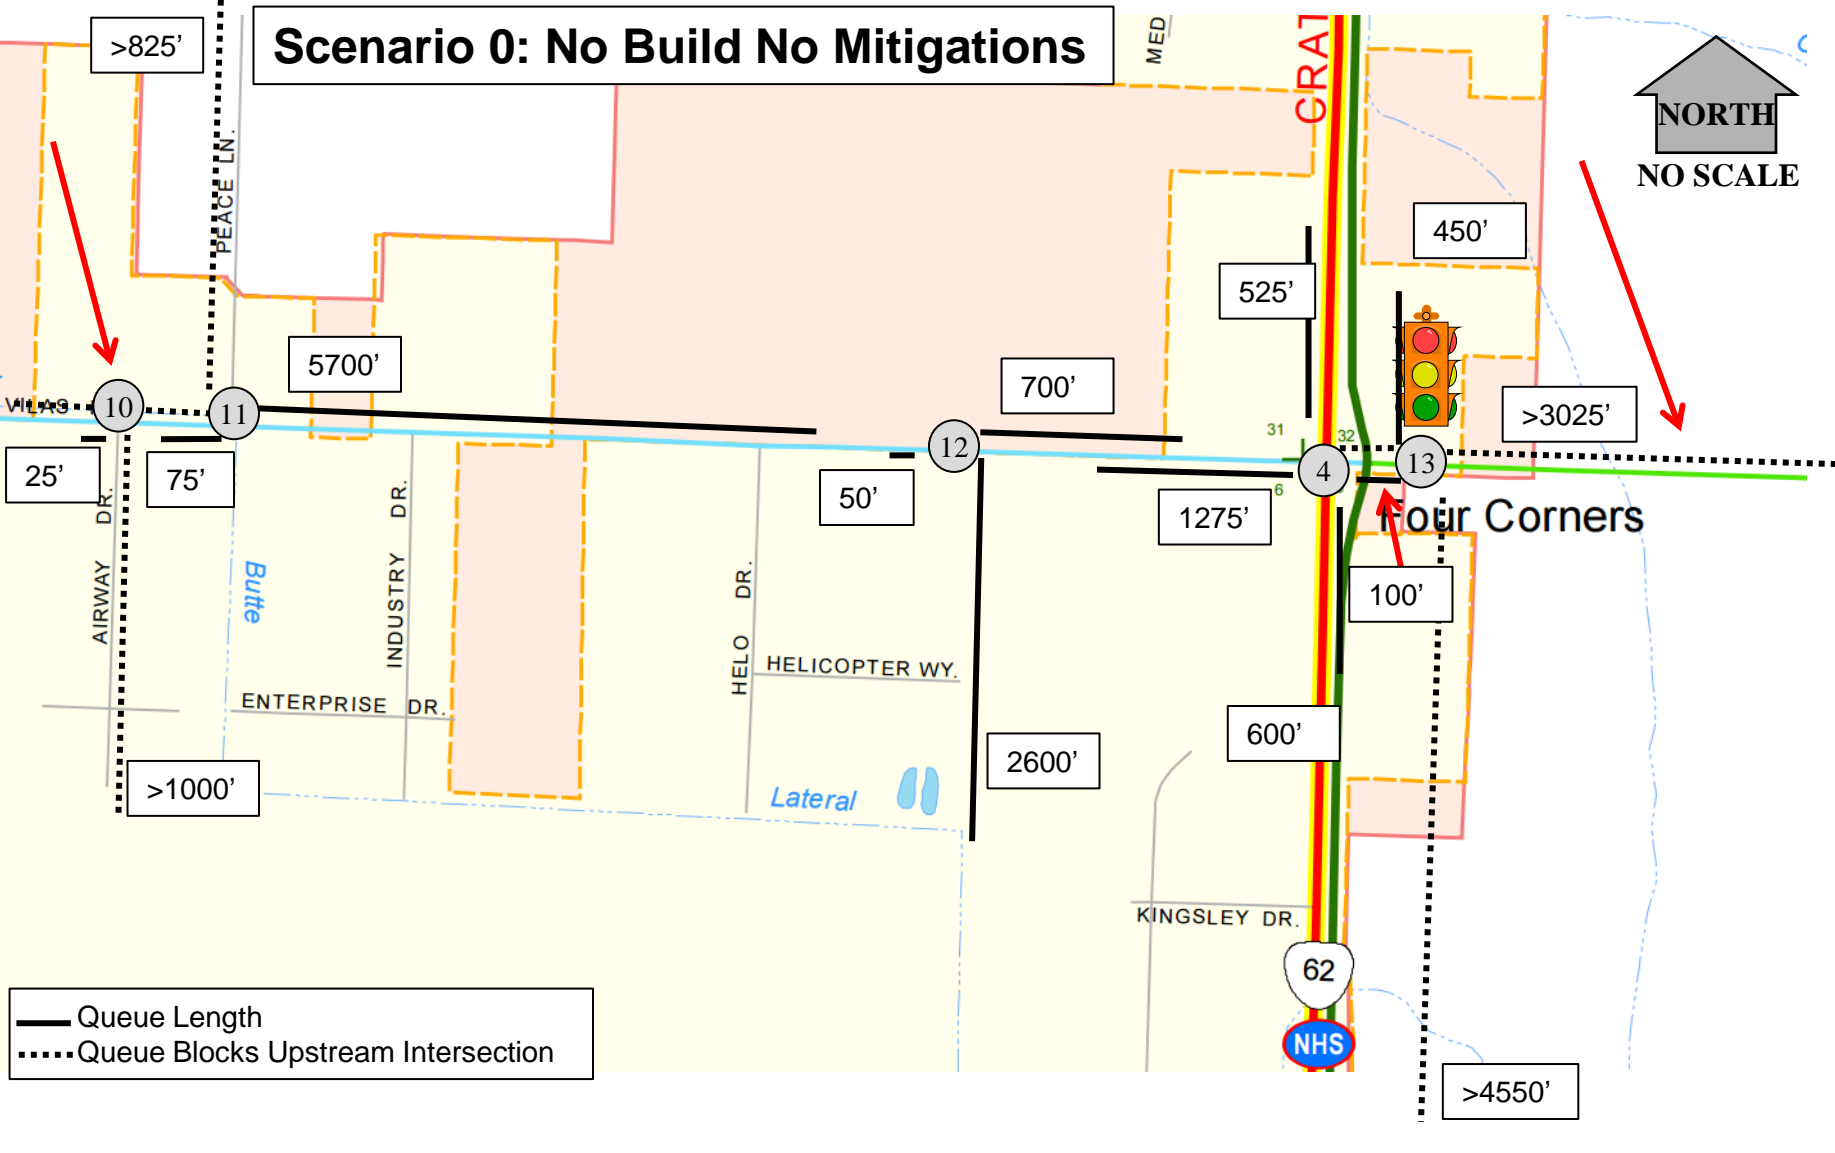 >825'
Scenario 0: No Build No Mitigations
MED
CRAT
NORTH
NO SCALE
PEACE LN.
450'
525'
5700'
700'
>3025'
VILAS
10
11
12
31
32
4
13
6
25'
75'
50'
1275'
Four Corners
100'
AIRWAY DR.
Butte
INDUSTRY DR.
HELO DR.
HELICOPTER WY.
ENTERPRISE DR.
600'
2600'
>1000'
Lateral
KINGSLEY DR.
62
NHS
Queue Length
Queue Blocks Upstream Intersection
>4550'